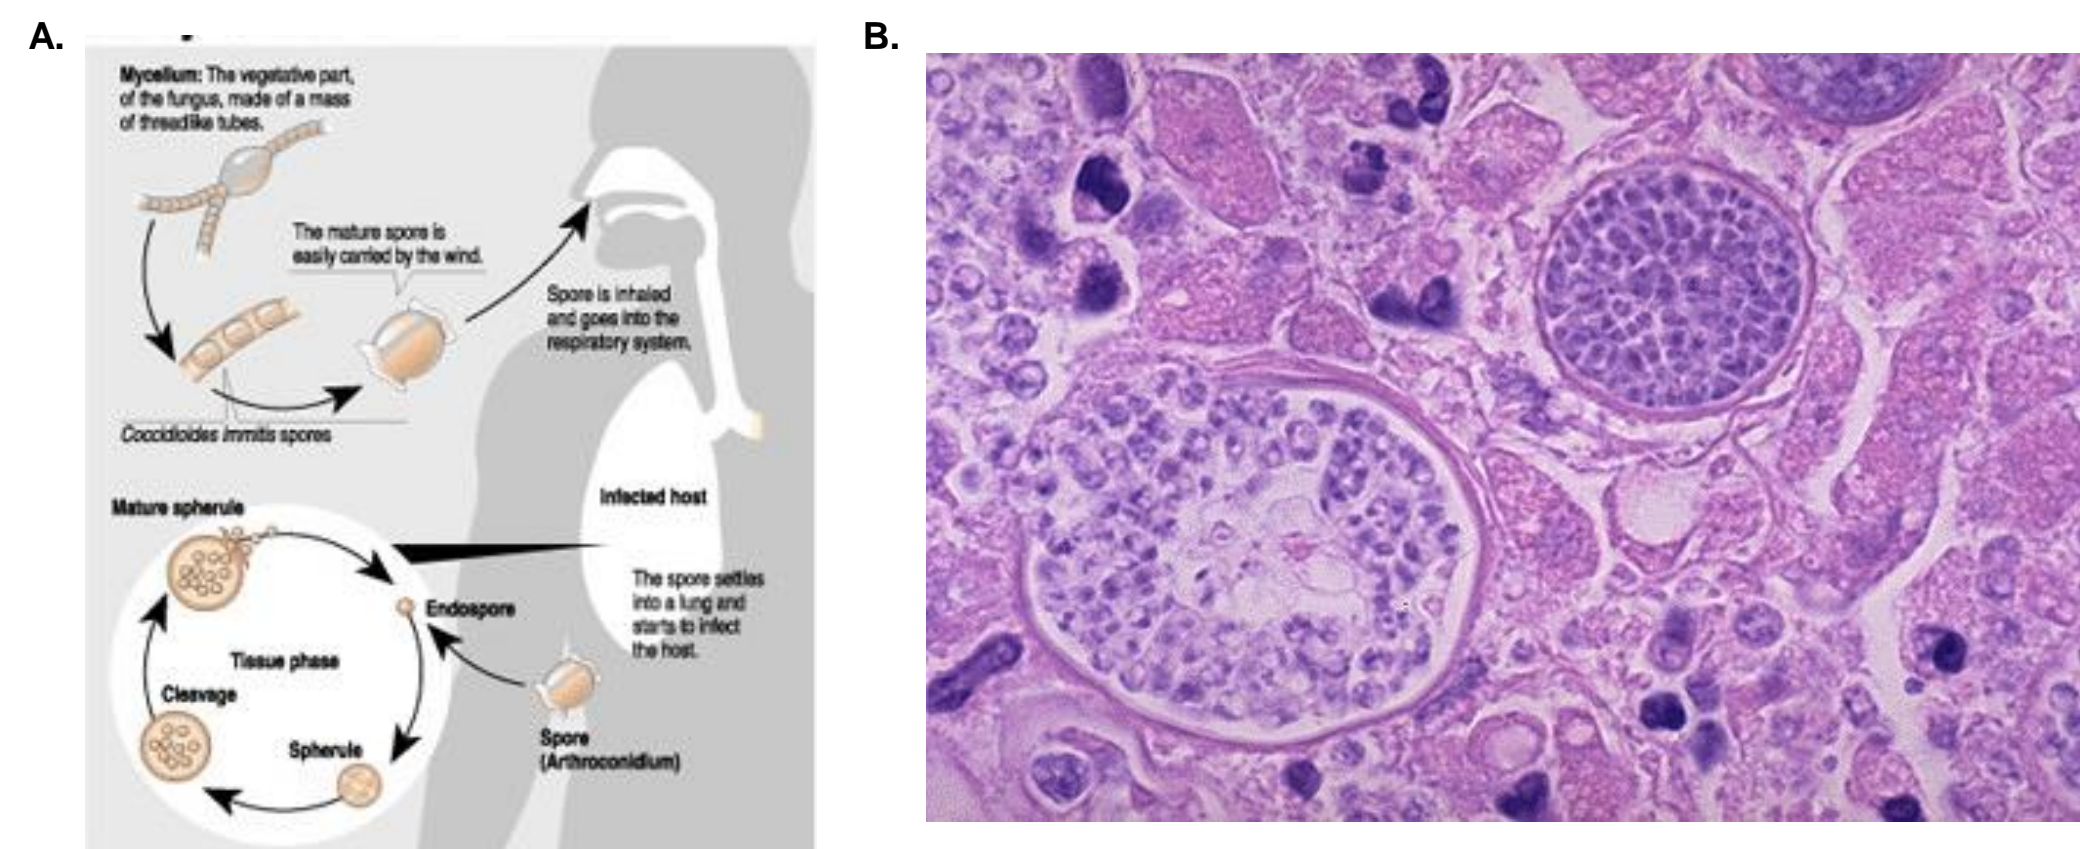 A.
B.
Mycelium: The vegetative part,
of the fungus, made of a mass
of threadlike tubes.
The mature spore is
easily carried by the wind.
Spore is inhaled
and goes into the
respiratory system.
Coccidioides immitis spores
Mature spherule
Infected host
The spore settles
into a lung and
starts to infect
the host.
Endospore
Tissue phase
Cleavage
Spherule
Spore
(Arthroconidium)